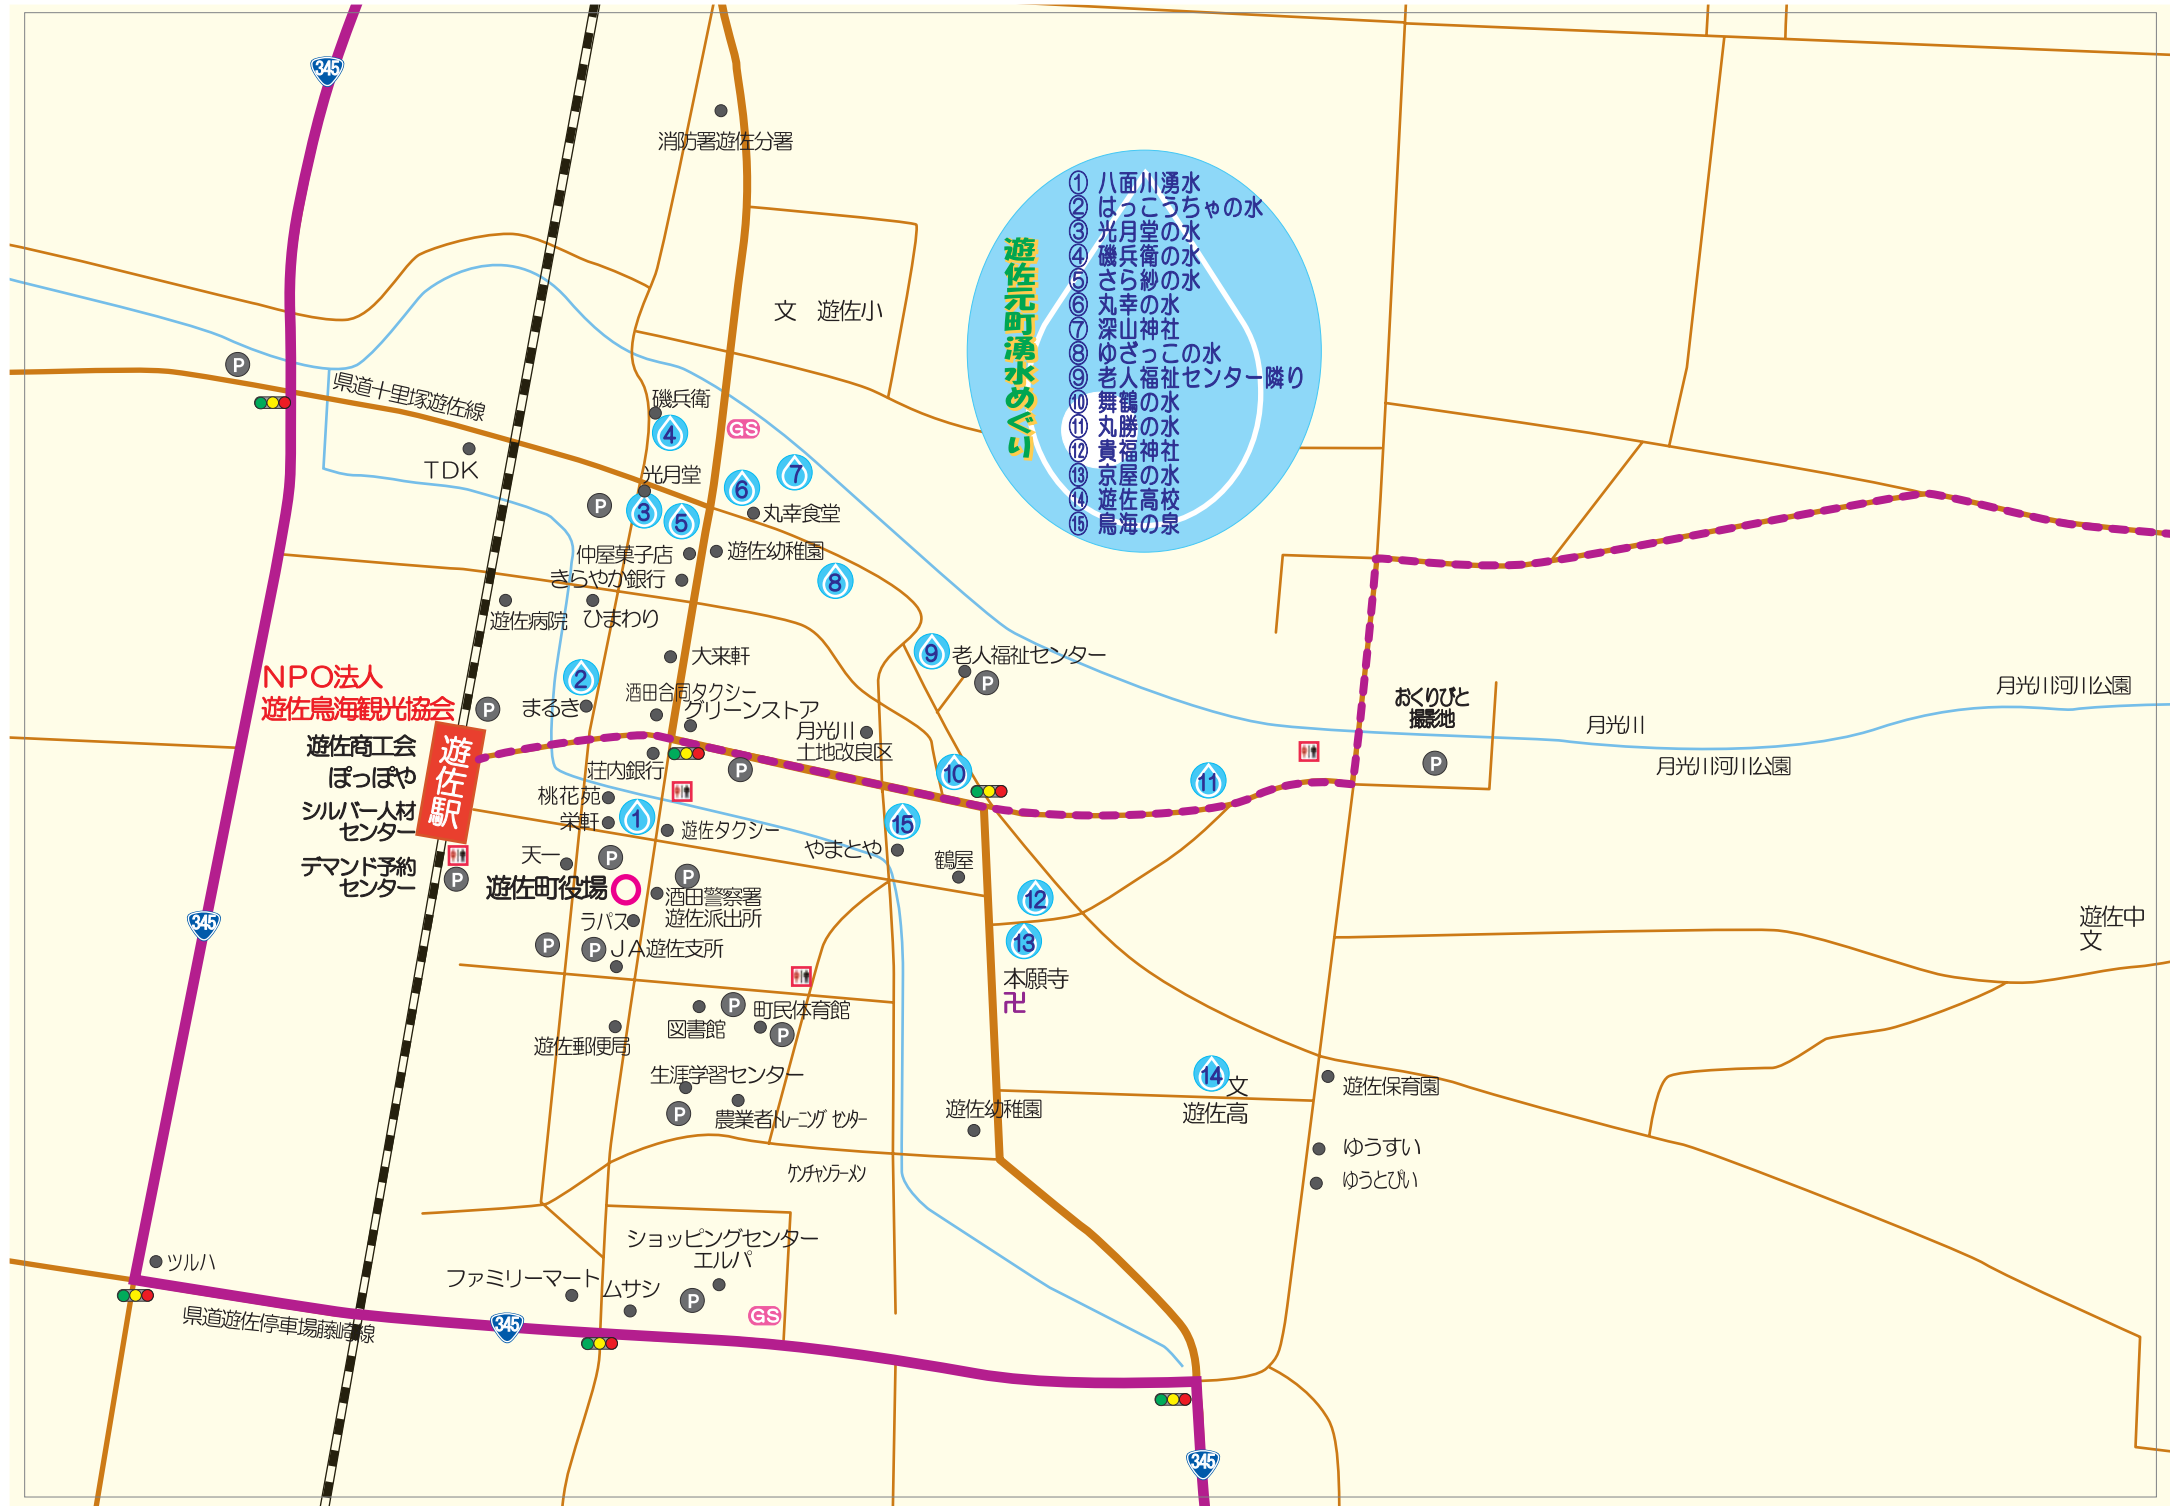 345
消防署遊佐分署
遊佐元町湧水めぐり
① 八面川湧水
② はっこうちゃの水
③ 光月堂の水
④ 磯兵衛の水
⑤ さら紗の水
⑥ 丸幸の水
⑦ 深山神社
⑧ ゆざっこの水
⑨ 老人福祉センター隣り
⑩ 舞鶴の水
⑪ 丸勝の水
⑫ 貴福神社
⑬ 京屋の水
⑭ 遊佐高校
⑮ 鳥海の泉
文 遊佐小
P
県道十里塚遊佐線
磯兵衛
4
GS
TDK
光月堂
7
6
P
3
5
丸幸食堂
仲屋菓子店
遊佐幼稚園
きらやか銀行
8
遊佐病院
ひまわり
9
老人福祉センター
P
大来軒
2
NPO法人
遊佐鳥海観光協会
P
まるき
酒田合同タクシー
グリーンストア
月光川
土地改良区
おくりびと
撮影地
P
月光川
月光川河川公園
月光川河川公園
遊佐商工会
ぽっぽや
シルバー人材
センター
デマンド予約
センター
遊佐駅
P
荘内銀行
P
10
11
桃花苑
栄軒
1
遊佐タクシー
15
やまとや
鶴屋
天一
P
遊佐町役場
P
酒田警察署
遊佐派出所
12
345
ラパス
P
P
JA遊佐支所
13
本願寺
卍
遊佐中
文
図書館
P
町民体育館
P
遊佐郵便局
生涯学習センター
P
農業者トレーニングセンター
遊佐幼稚園
14
文
遊佐高
遊佐保育園
ゆうすい
ゆうとぴい
ケンチャンラーメン
ツルハ
ショッピングセンター
エルパ
ファミリーマート
ムサシ
P
GS
県道遊佐停車場藤崎線
345
345